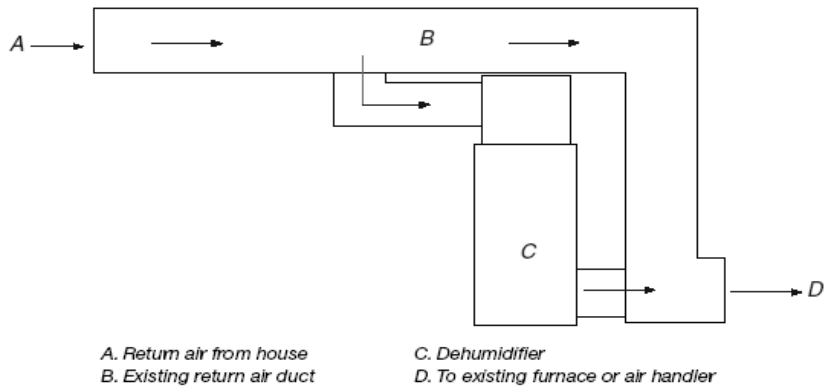 A
B
C
D
A. Return air from house
B. Existing return air duct
C. Dehumidifier
D. To existing furnace or air handler